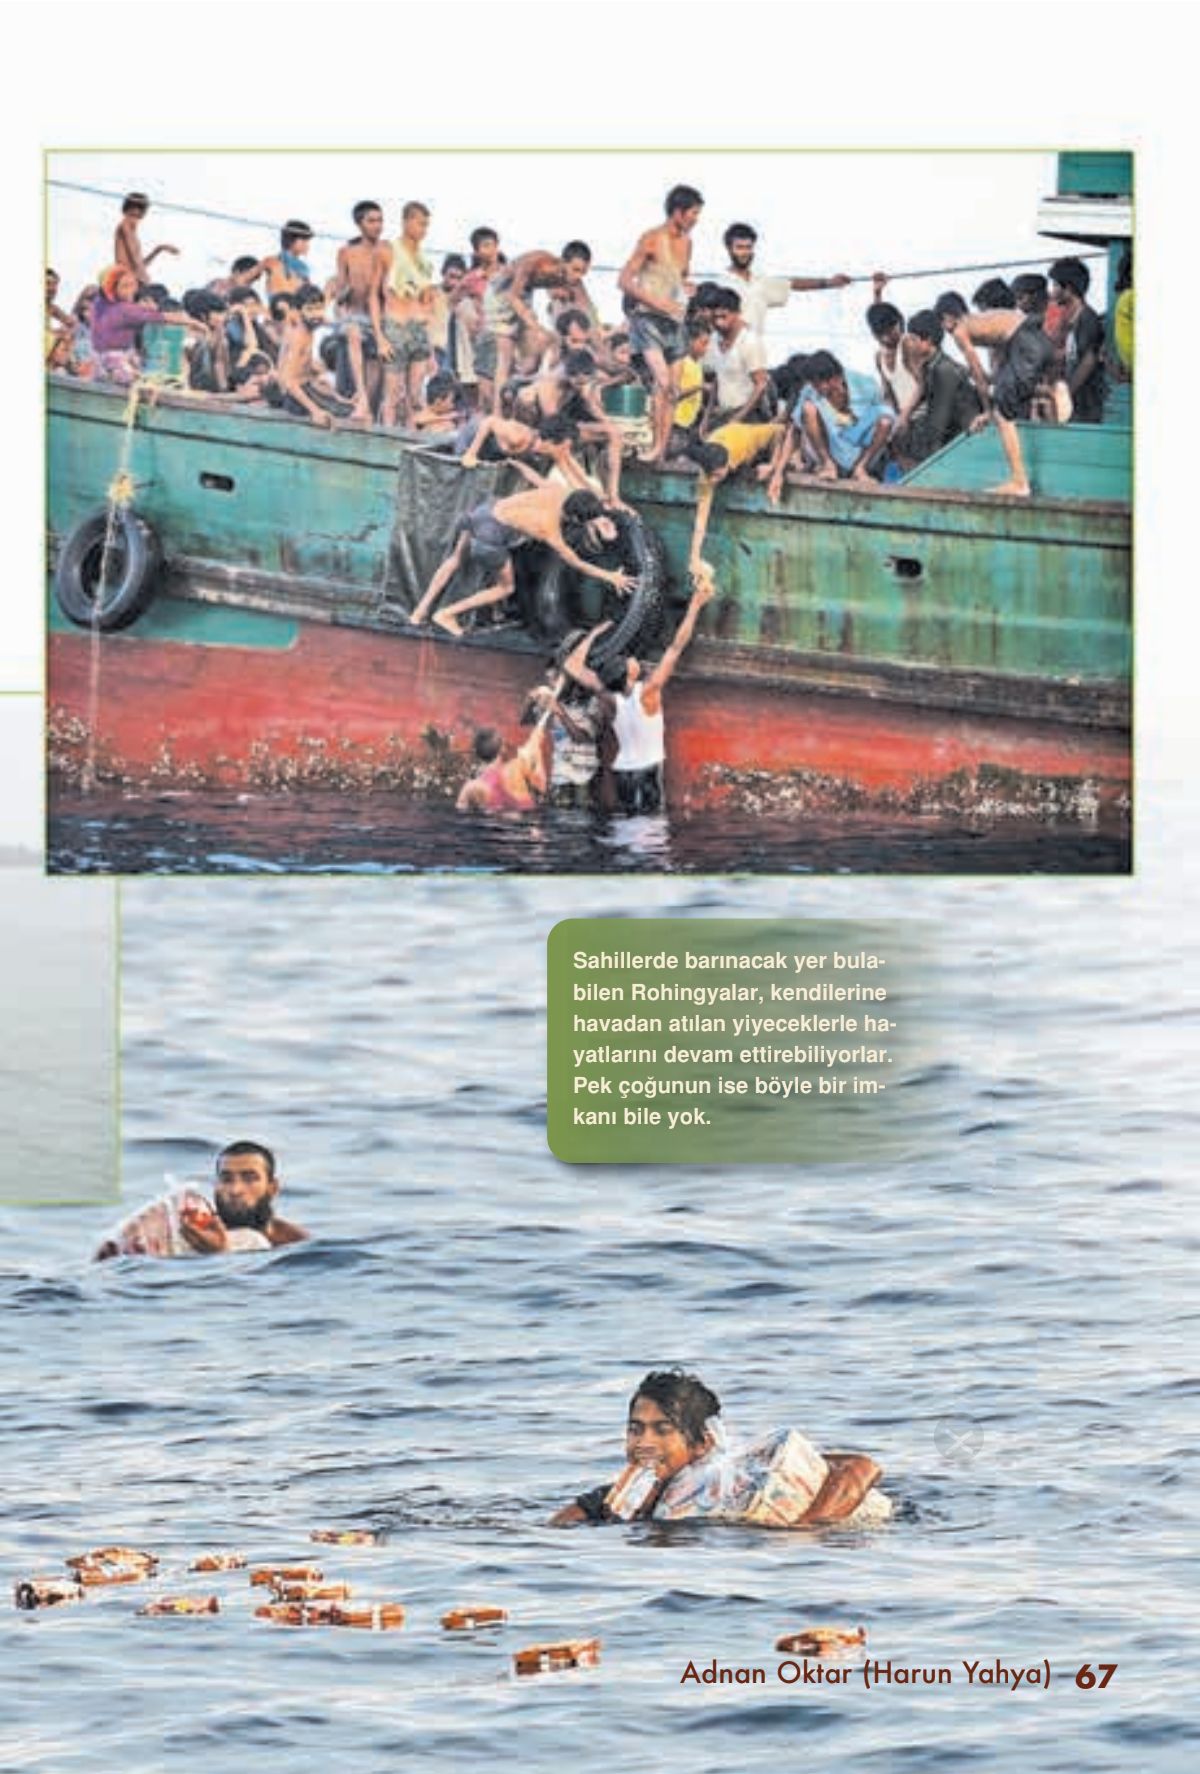 Sahillerde barınacak yer bula-
bilen Rohingyalar, kendilerine
havadan atılan yiyeceklerle ha-
yatlarını devam ettirebiliyorlar.
Pek çoğunun ise böyle bir im-
kanı bile yok.
Adnan Oktar (Harun Yahya) 67